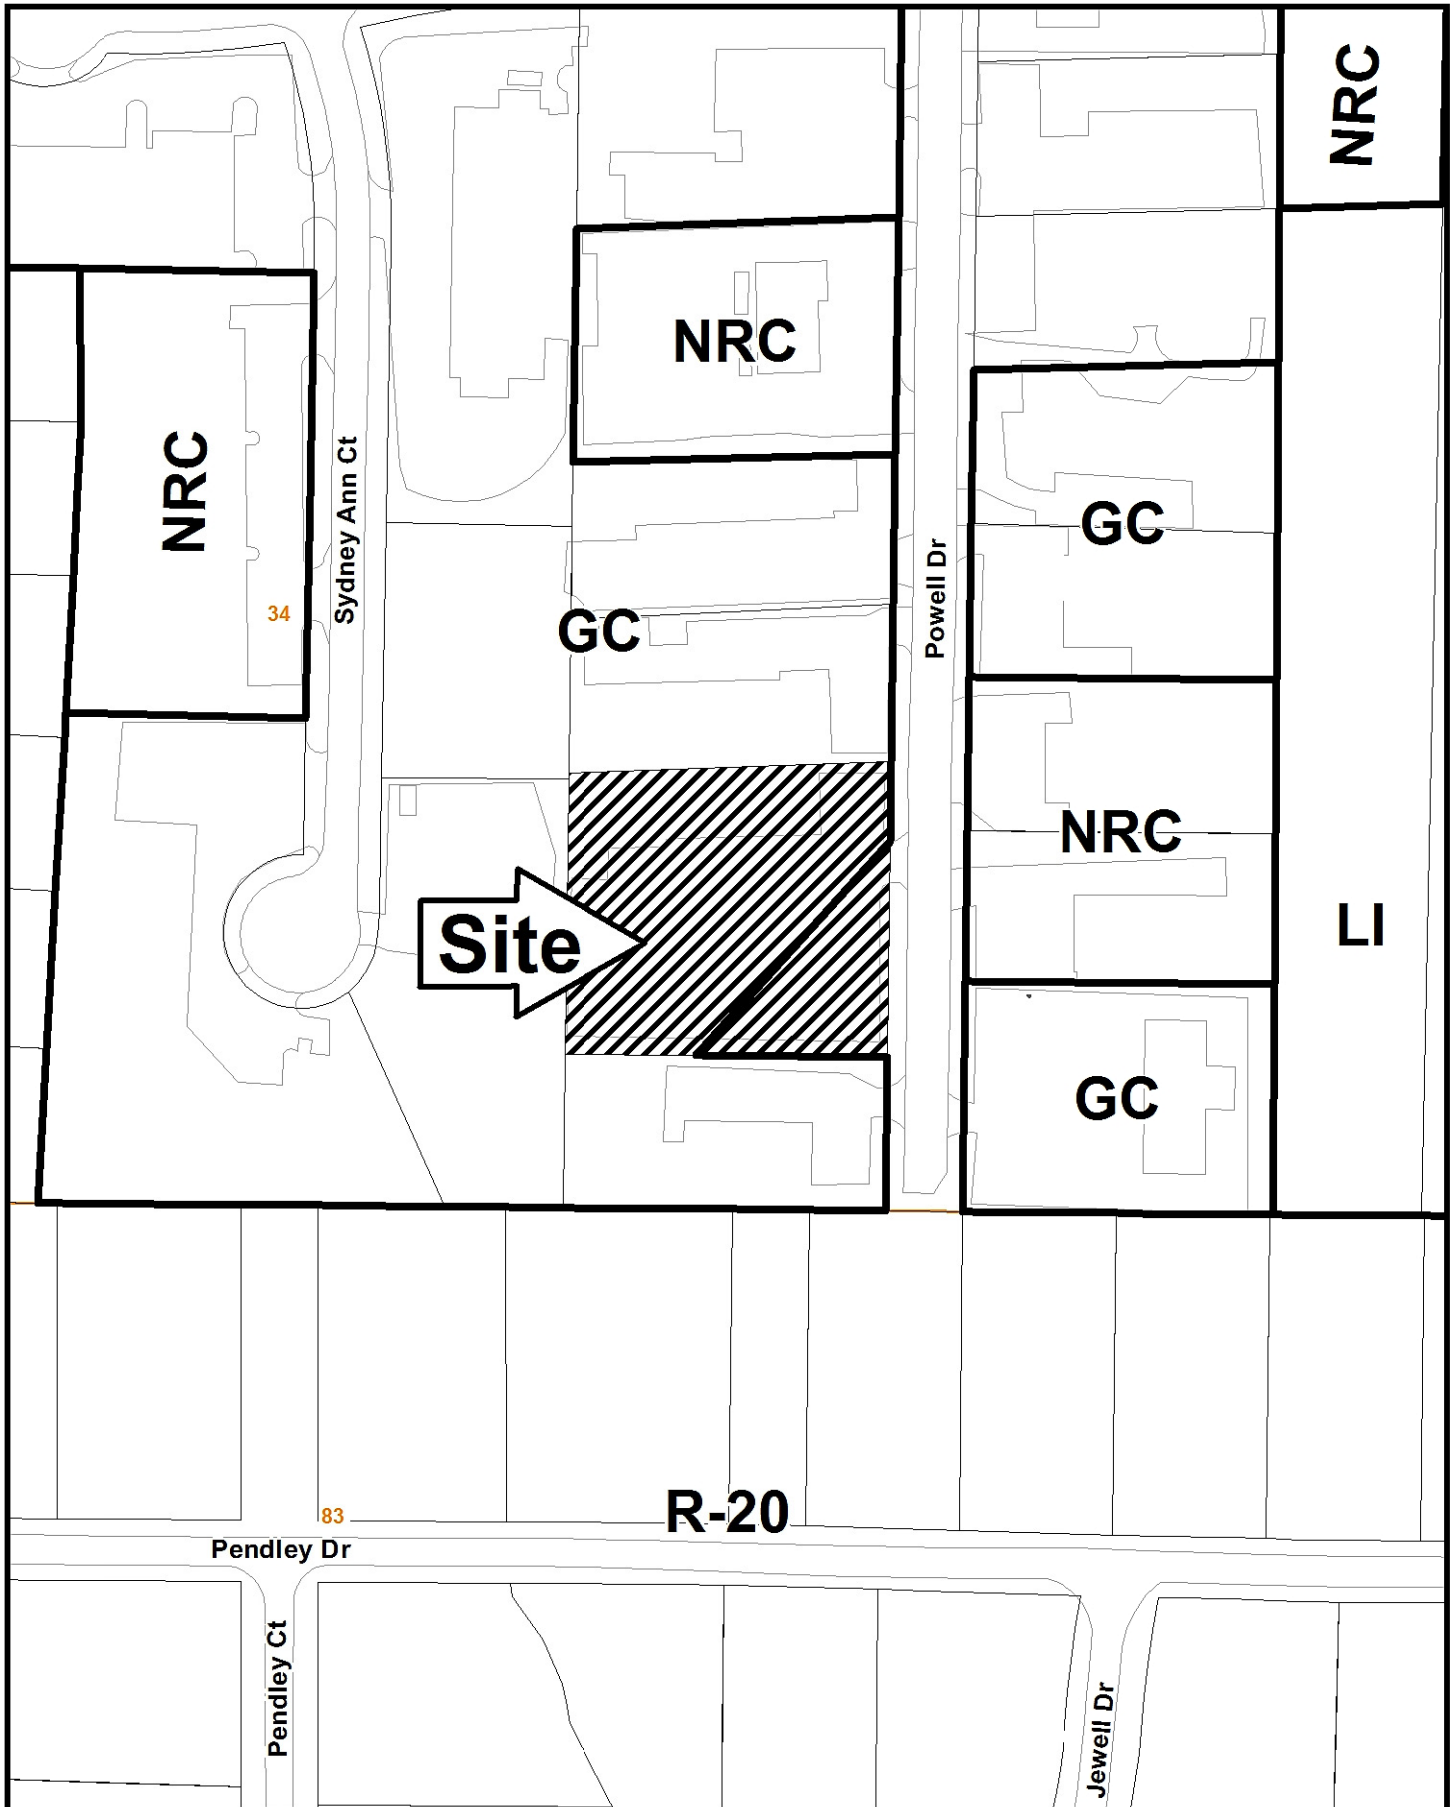 NRC
NRC
NRC
Sydney Ann Ct
GC
Powell Dr
34
GC
NRC
LI
Site
GC
R-20
83
Pendley Dr
Pendley Ct
Jewell Dr